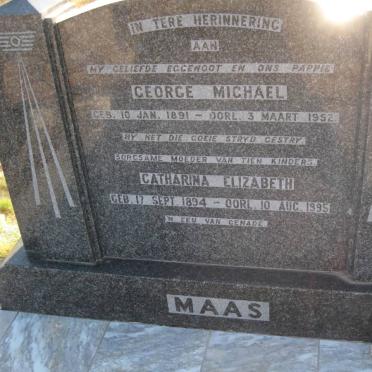 IN TERE HERINNERING
AAN
MY GELIEFDE EGGENOOT EN ONS PAPPIE
GEORGE MICHAEL
GEB. 10 JAN. 1891 - OORL. 3 MAART 1952
HY HET DIE GOEIE STRYD GESTRY.
SORGSAME MOEDER VAN TIEN KINDERS.
CATHARINA ELIZABETH
GEB. 17 SEPT 1894 - OORL. 10 AUG. 1995
'N EEU VAN GENADE.
MAAS